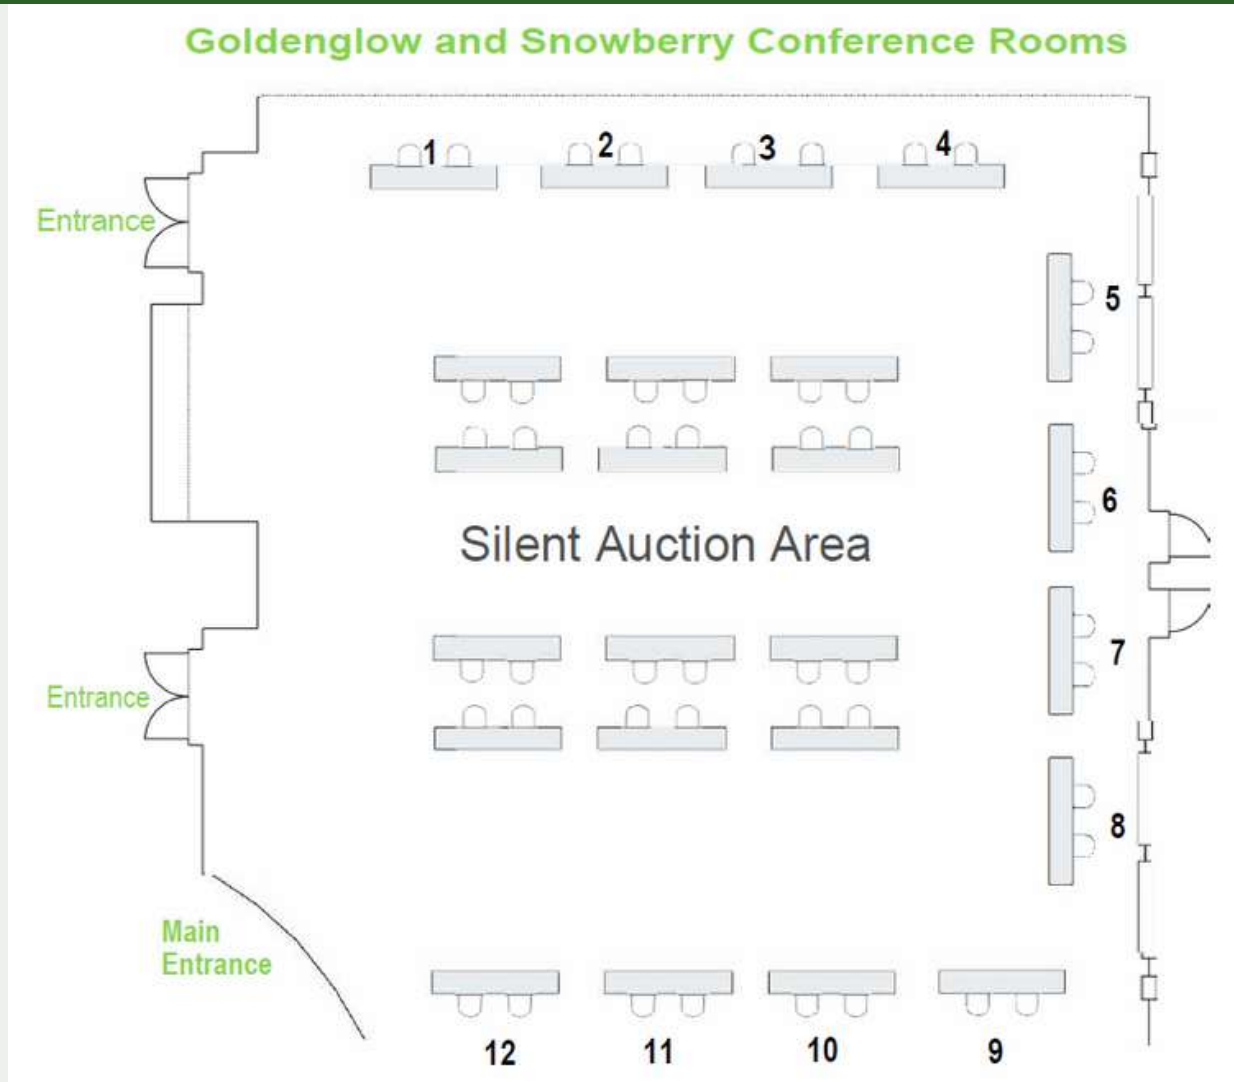 Goldenglow and Snowberry Conference Rooms
1 2 3 4
Entrance
5
6
Silent Auction Area
7
Entrance
8
Main
Entrance
12 11 10 9